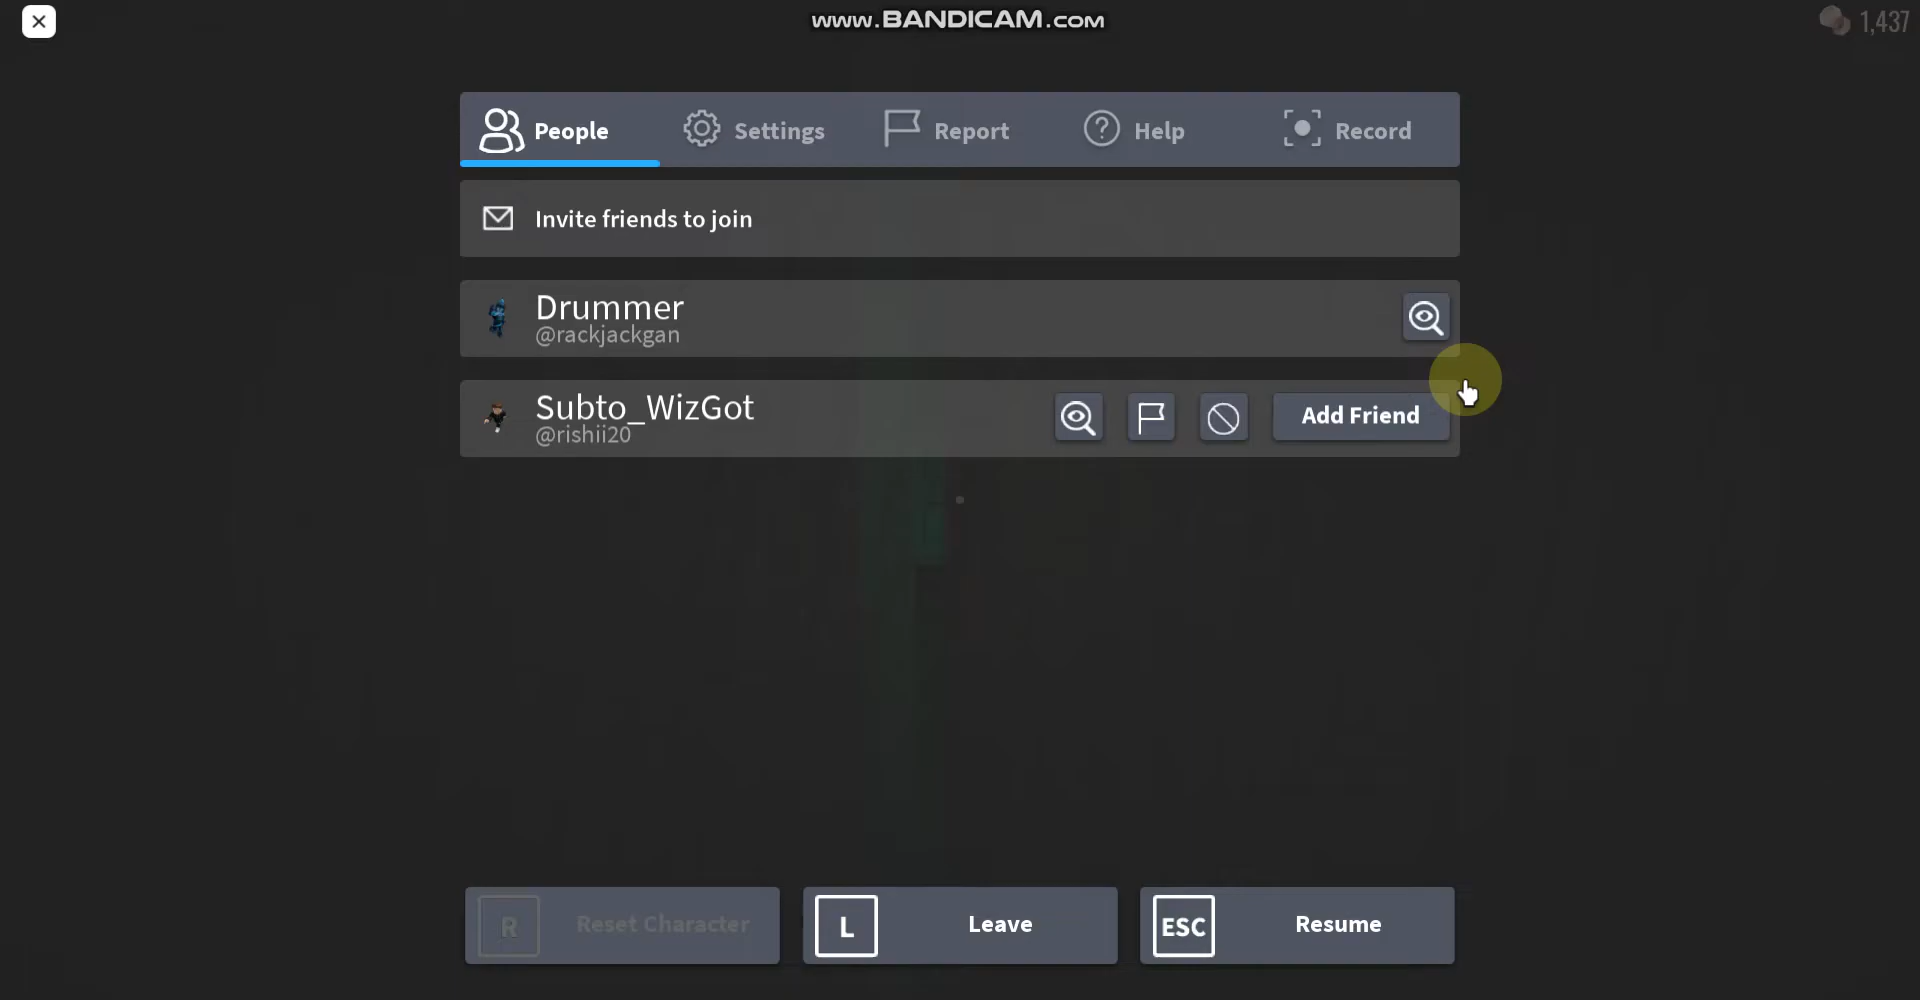 www.BANDICAM.com
1,437
People
Settings
Report
Help
Record
Invite friends to join
Drummer
@rackjackgan
Subto_WizGot
@rishii20
Add Friend
R Reset Character
L Leave
ESC Resume